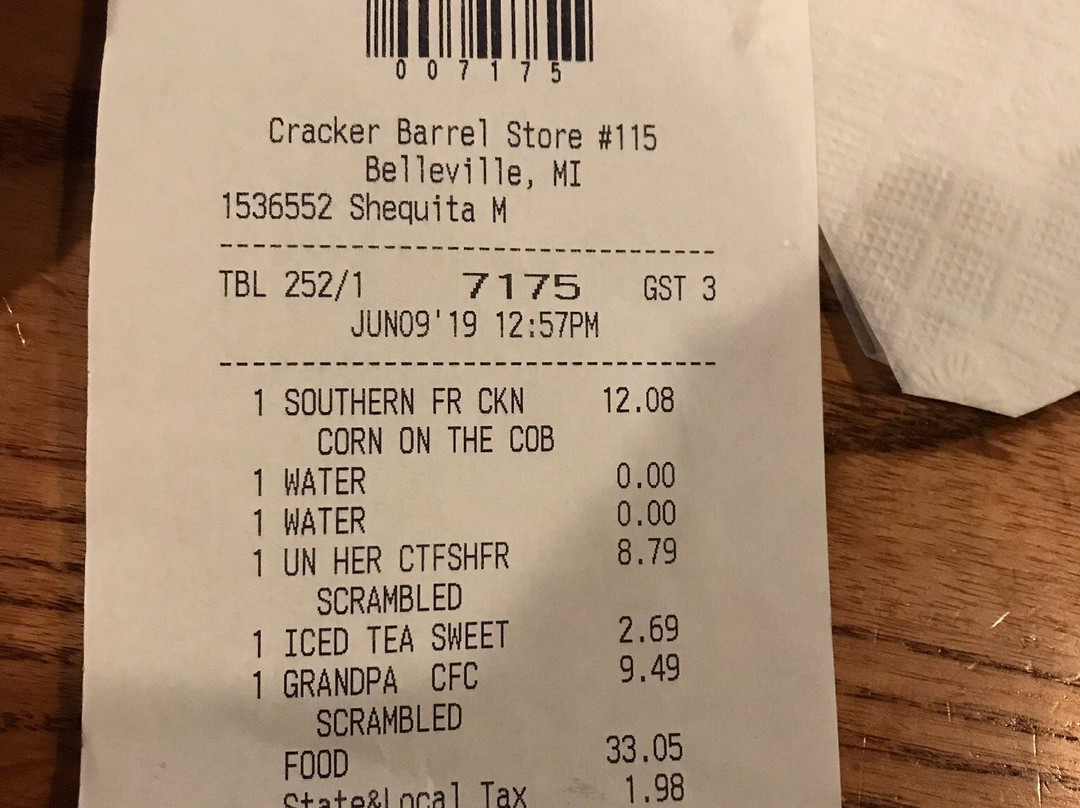 007175
Cracker Barrel Store #115
Belleville, MI
1536552 Shequita M
TBL 252/1 7175 GST 3
JUN09'19 12:57PM
1 SOUTHERN FR CKN 12.08
CORN ON THE COB
1 WATER 0.00
1 WATER 0.00
1 UN HER CTFSHFR 8.79
SCRAMBLED
1 ICED TEA SWEET 2.69
1 GRANDPA CFC 9.49
SCRAMBLED
FOOD 33.05
State&Local Tax 1.98